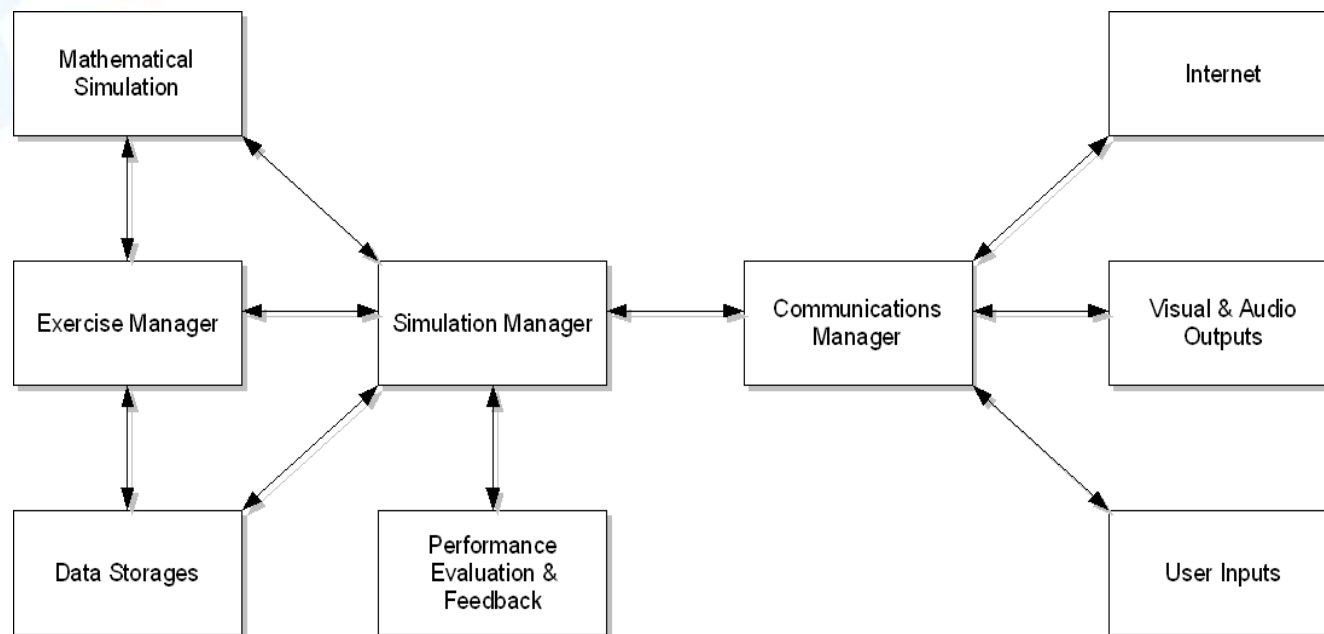 Mathematical
Simulation
Internet
Exercise Manager
Simulation Manager
Communications
Manager
Visual & Audio
Outputs
Data Storages
Performance
Evaluation &
Feedback
User Inputs